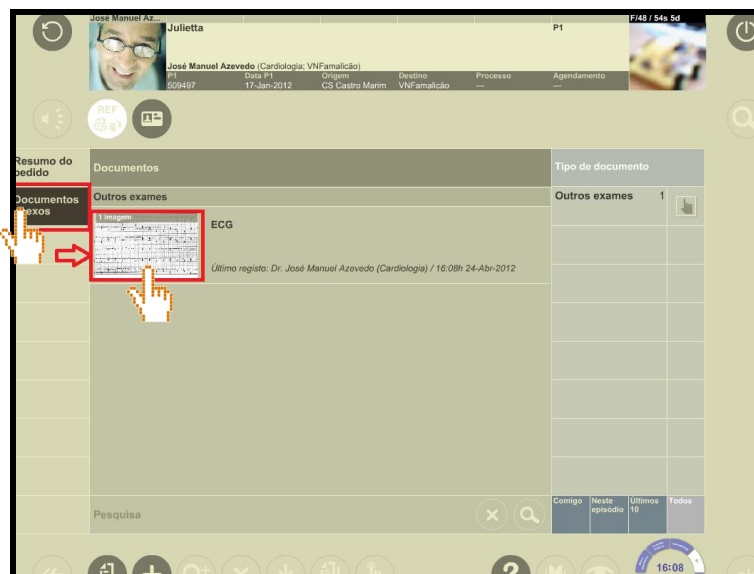 José Manuel Az...
Julietta
P1
F/48 / 54s 5d
José Manuel Azevedo (Cardiologia; VNFamalicão)
P1 Data P1 Origem Destino Processo Agendamento
509497 17-Jan-2012 CS Castro Marim VNFamalicão --- ---
REF
Resumo do
pedido
Documentos
Tipo de documento
Documentos
exos
Outros exames
Outros exames 1
1 imagem
ECG
Último registo: Dr. José Manuel Azevedo (Cardiologia) / 16:08h 24-Abr-2012
Pesquisa
Comigo
Neste
episódio
Últimos
10
Todos
16:08